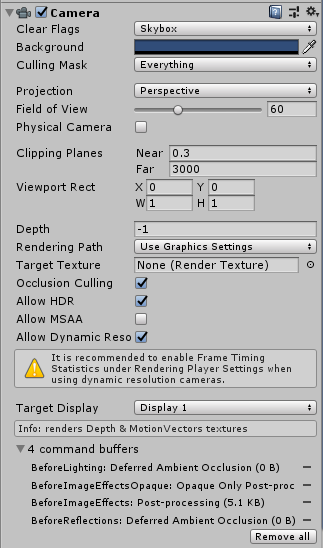 Camera
Clear Flags Skybox
Background
Culling Mask Everything
Projection Perspective
Field of View 60
Physical Camera
Clipping Planes Near 0.3
Far 3000
Viewport Rect X 0 Y 0
W 1 H 1
Depth -1
Rendering Path Use Graphics Settings
Target Texture None (Render Texture)
Occlusion Culling
Allow HDR
Allow MSAA
Allow Dynamic Reso
It is recommended to enable Frame Timing
Statistics under Rendering Player Settings when
using dynamic resolution cameras.
Target Display Display 1
Info: renders Depth & MotionVectors textures
4 command buffers
BeforeLighting: Deferred Ambient Occlusion (0 B)
BeforeImageEffectsOpaque: Opaque Only Post-proc
BeforeImageEffects: Post-processing (5.1 KB)
BeforeReflections: Deferred Ambient Occlusion (0 B)
Remove all